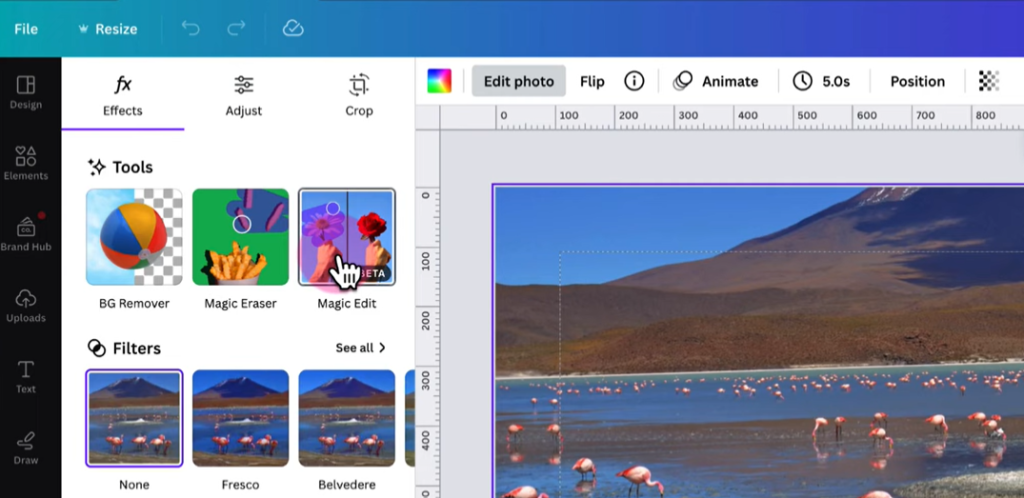 File Resize
Edit photo Flip Animate 5.0s Position
Effects Adjust Crop
Design
Elements
Brand Hub
Uploads
Text
Draw
Tools
BETA
BG Remover Magic Eraser Magic Edit
Filters See all
None Fresco Belvedere
0 100 200 300 400 500 600 700 800
0
100
200
300
400